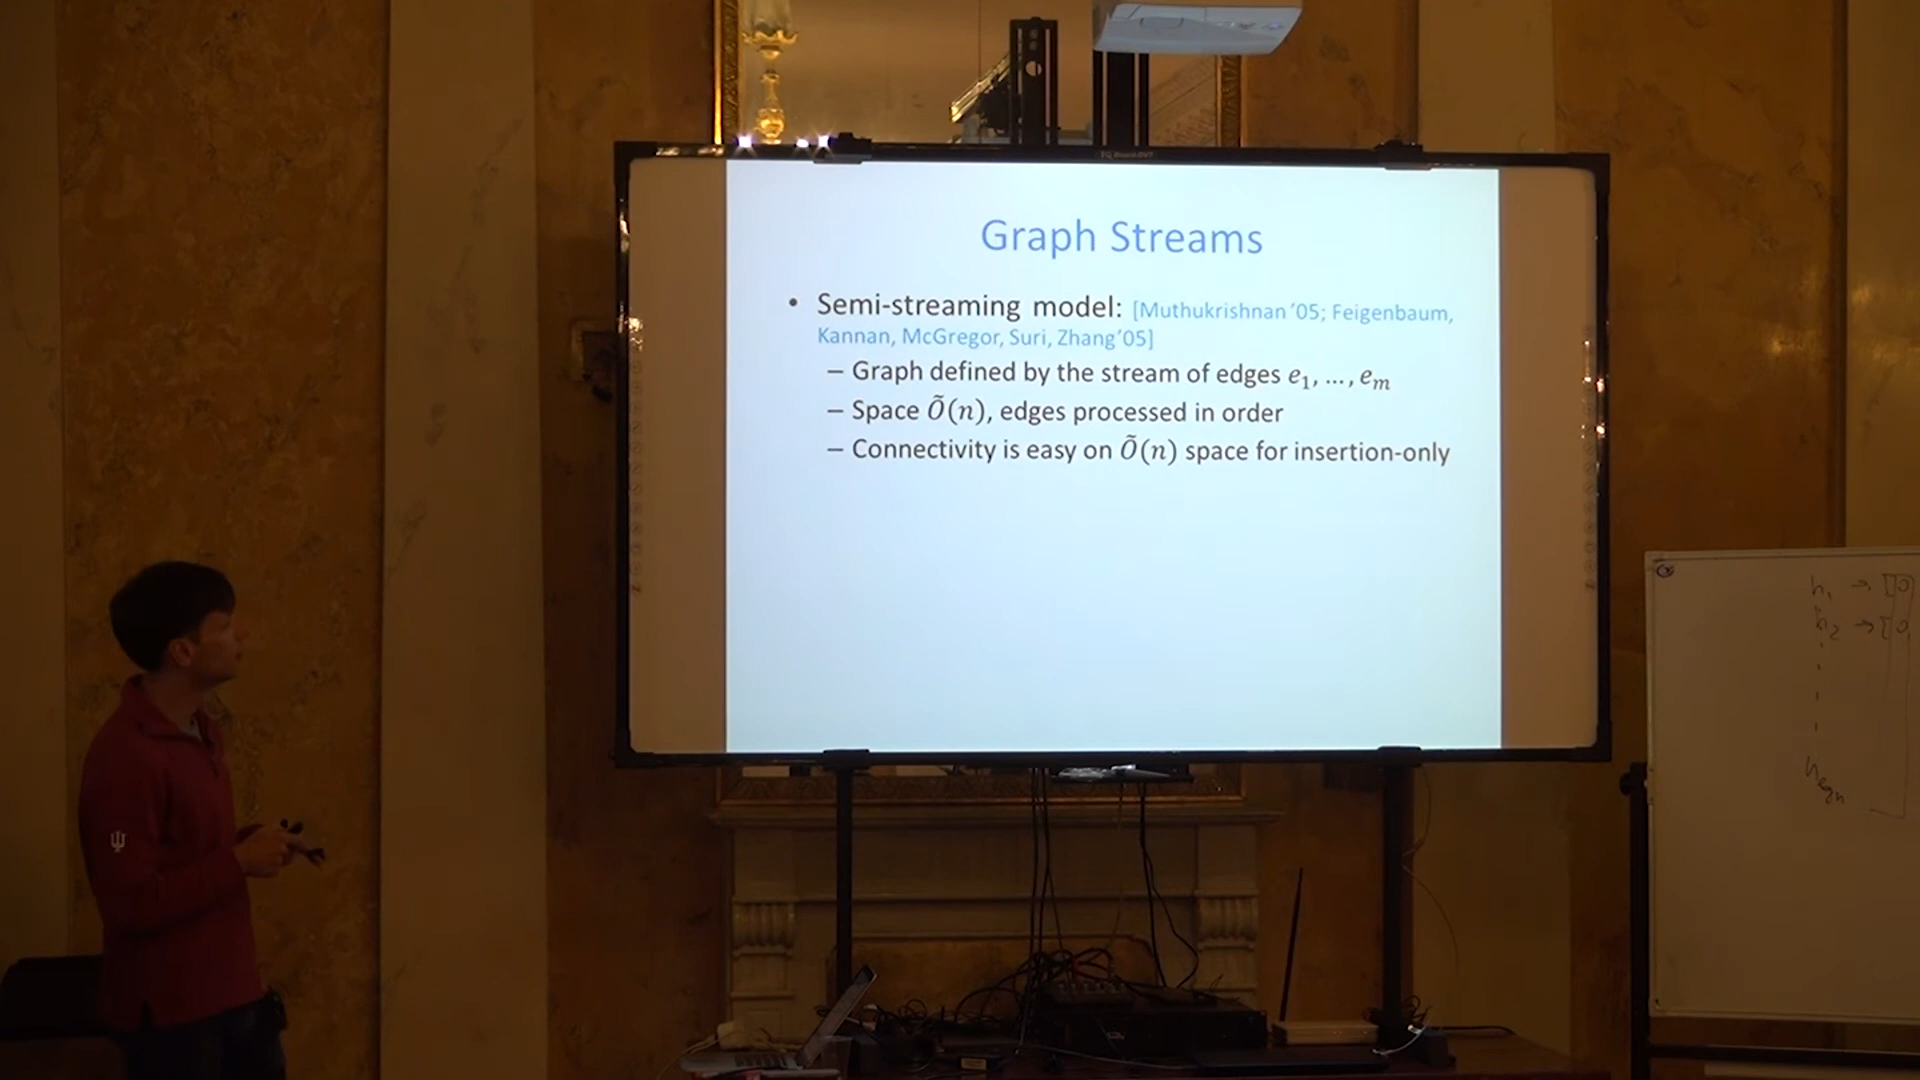 Graph Streams
• Semi-streaming model: [Muthukrishnan '05; Feigenbaum,
Kannan, McGregor, Suri, Zhang'05]
– Graph defined by the stream of edges e₁, ..., eₘ
– Space Õ(n), edges processed in order
– Connectivity is easy on Õ(n) space for insertion-only
h₁ →
h₂ →